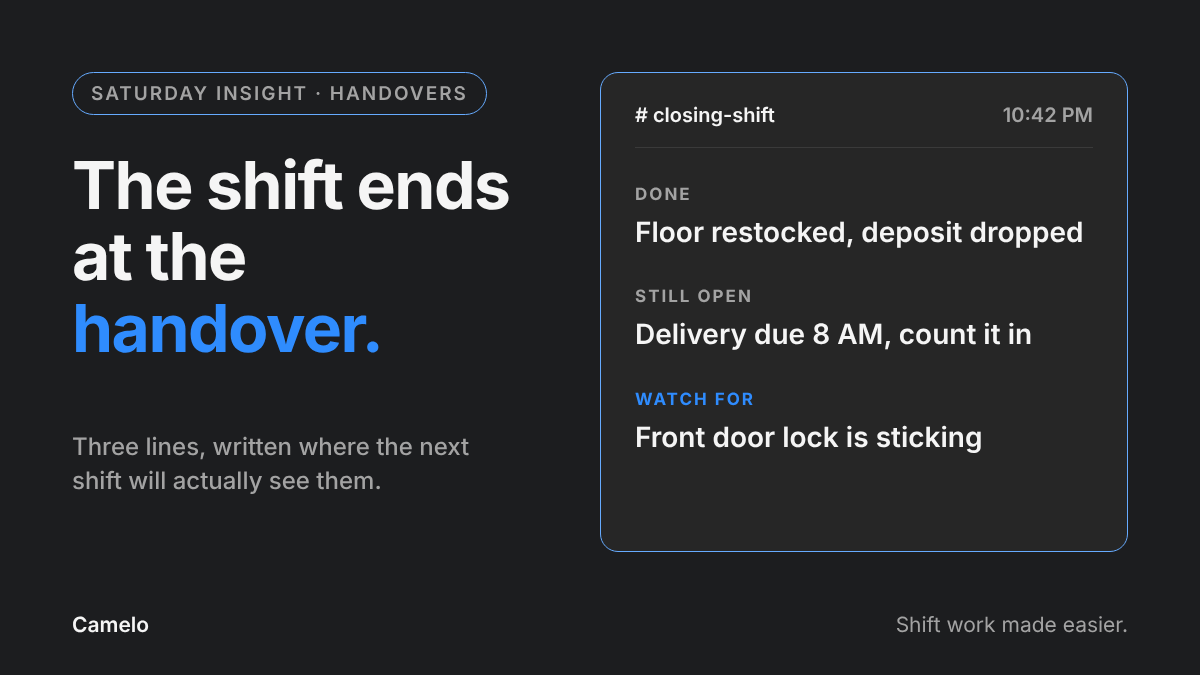 SATURDAY INSIGHT · HANDOVERS
The shift ends
at the
handover.
Three lines, written where the next
shift will actually see them.
# closing-shift
10:42 PM
DONE
Floor restocked, deposit dropped
STILL OPEN
Delivery due 8 AM, count it in
WATCH FOR
Front door lock is sticking
Camelo
Shift work made easier.